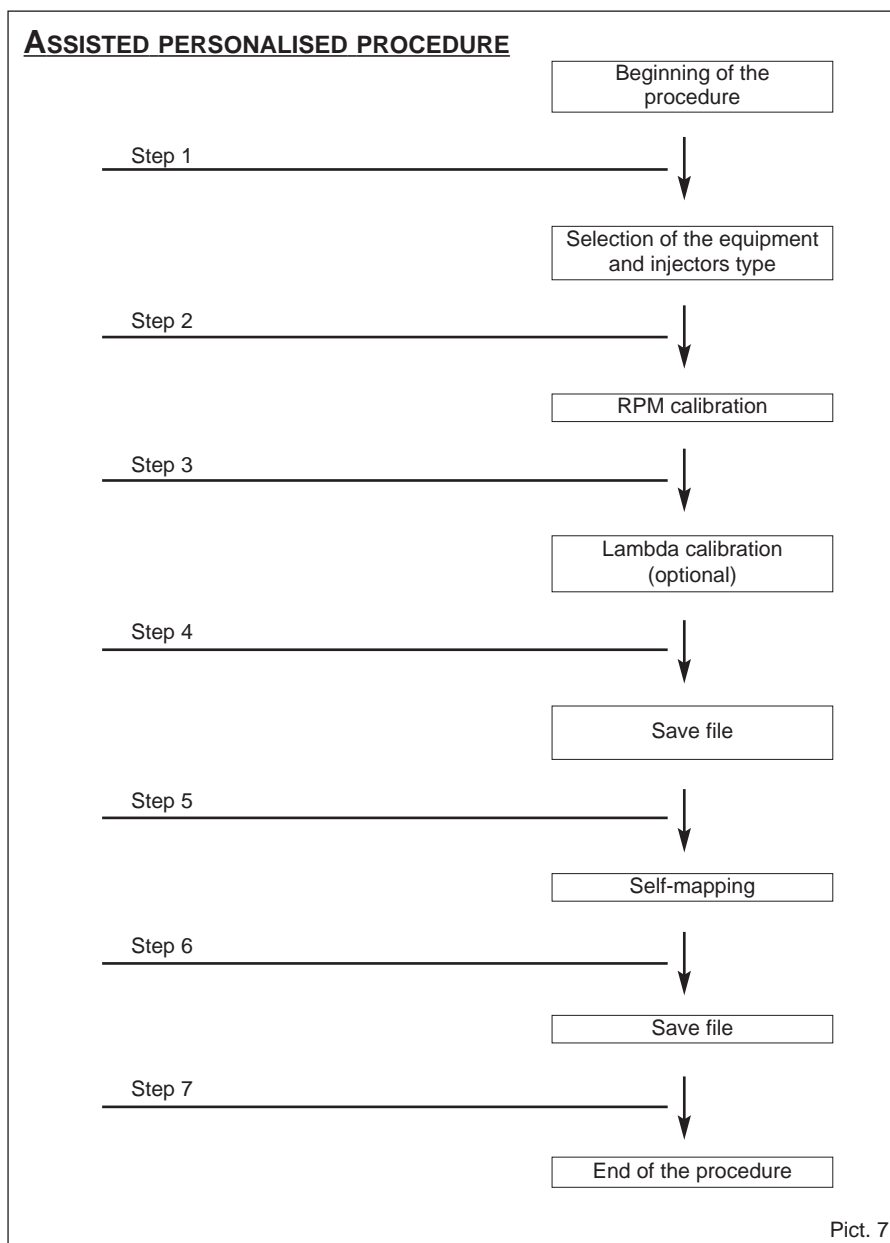 ASSISTED PERSONALISED PROCEDURE
Beginning of the
procedure
Step 1
Selection of the equipment
and injectors type
Step 2
RPM calibration
Step 3
Lambda calibration
(optional)
Step 4
Save file
Step 5
Self-mapping
Step 6
Save file
Step 7
End of the procedure
Pict. 7